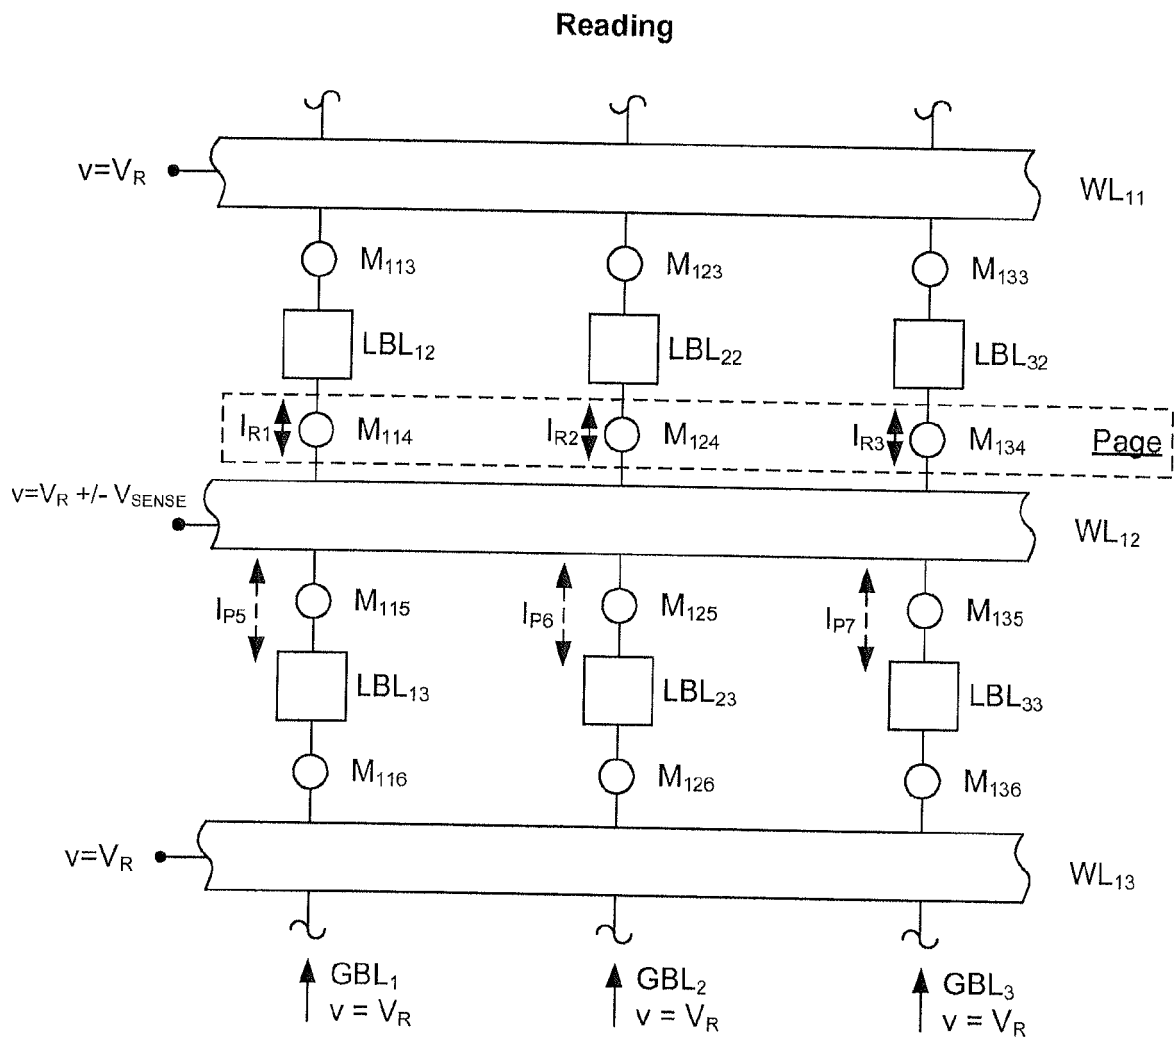 Reading
v=V_R
WL_11
M_113 M_123 M_133
LBL_12 LBL_22 LBL_32
I_R1 M_114 I_R2 M_124 I_R3 M_134 Page
v=V_R +/- V_SENSE
WL_12
I_P5 M_115 I_P6 M_125 I_P7 M_135
LBL_13 LBL_23 LBL_33
M_116 M_126 M_136
v=V_R
WL_13
GBL_1 GBL_2 GBL_3
v = V_R v = V_R v = V_R